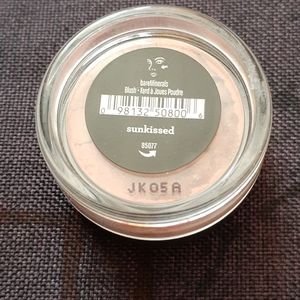 bareMinerals
Blush • Fard à Joues Poudre
0 98132 50800 6
sunkissed
85077
JK05A